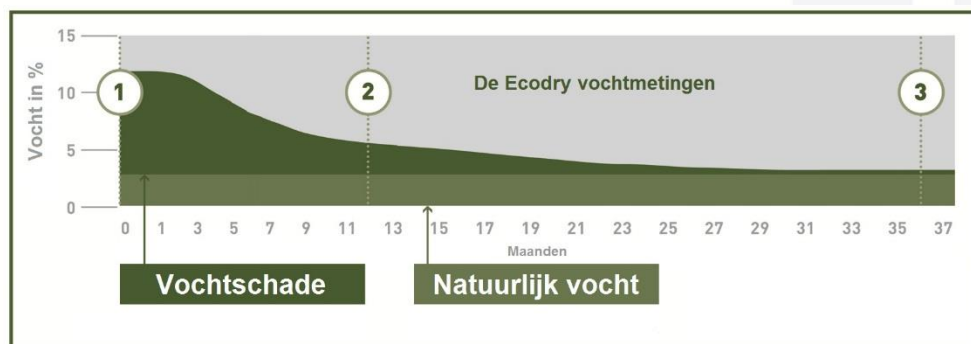 15
10
5
0
Vocht in %
De Ecodry vochtmetingen
1
2
3
0 1 3 5 7 9 11 13 15 17 19 21 23 25 27 29 31 33 35 37
Maanden
Vochtschade
Natuurlijk vocht